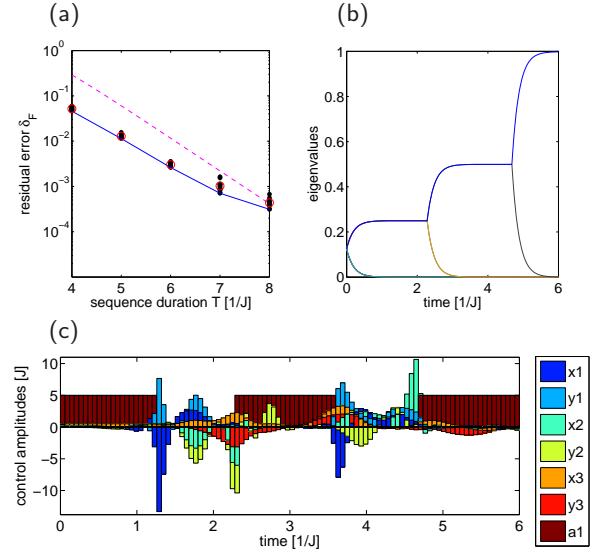 (a)
(b)
10^0
10^-1
10^-2
10^-3
10^-4
residual error δ_F
4 5 6 7 8
sequence duration T [1/J]
1
0.8
0.6
0.4
0.2
0
eigenvalues
0 2 4 6
time [1/J]
(c)
10
5
0
−5
−10
control amplitudes [J]
0 1 2 3 4 5 6
time [1/J]
x1
y1
x2
y2
x3
y3
a1